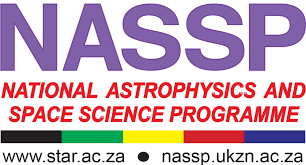 NASSP
NATIONAL ASTROPHYSICS AND
SPACE SCIENCE PROGRAMME
www.star.ac.za ● nassp.ukzn.ac.za